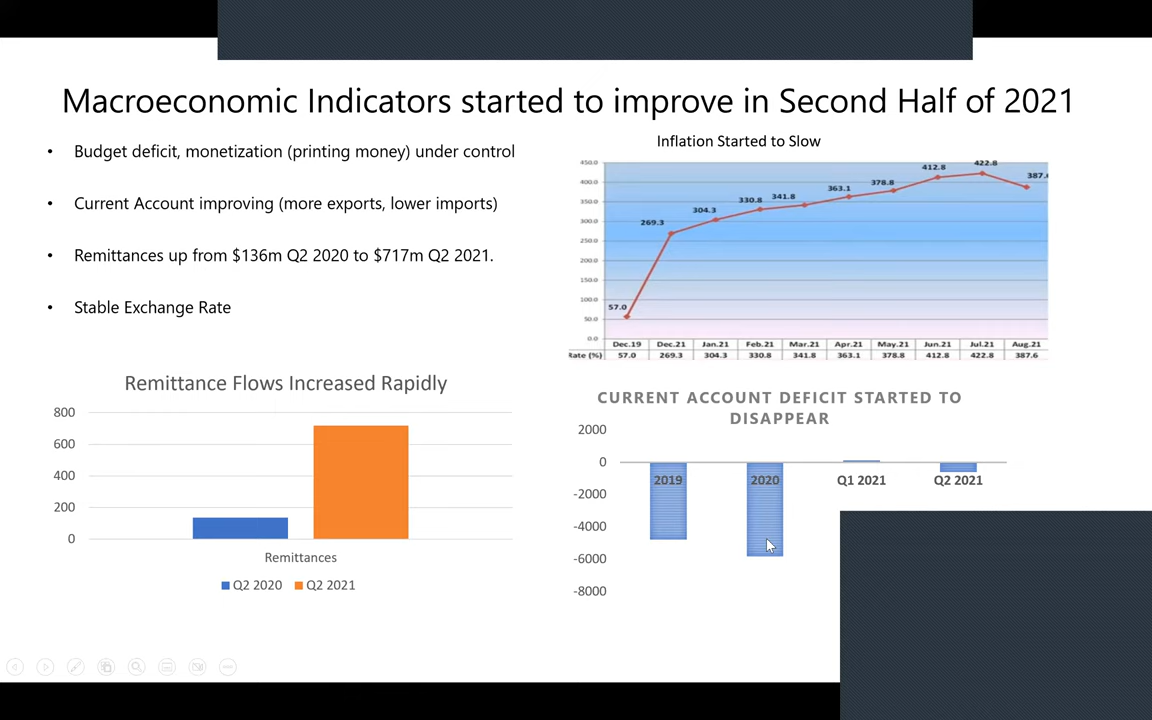 Macroeconomic Indicators started to improve in Second Half of 2021
• Budget deficit, monetization (printing money) under control
• Current Account improving (more exports, lower imports)
• Remittances up from $136m Q2 2020 to $717m Q2 2021.
• Stable Exchange Rate
Inflation Started to Slow
450.0
400.0
350.0
300.0
250.0
200.0
150.0
100.0
50.0
0.0
57.0 269.3 304.3 330.8 341.8 363.1 378.8 412.8 422.8 387.
Dec.19 Dec.21 Jan.21 Feb.21 Mar.21 Apr.21 May.21 Jun.21 Jul.21 Aug.21
Rate (%) 57.0 269.3 304.3 330.8 341.8 363.1 378.8 412.8 422.8 387.6
Remittance Flows Increased Rapidly
800
600
400
200
0
Remittances
Q2 2020 Q2 2021
CURRENT ACCOUNT DEFICIT STARTED TO
DISAPPEAR
2000
0
-2000
-4000
-6000
-8000
2019 2020 Q1 2021 Q2 2021